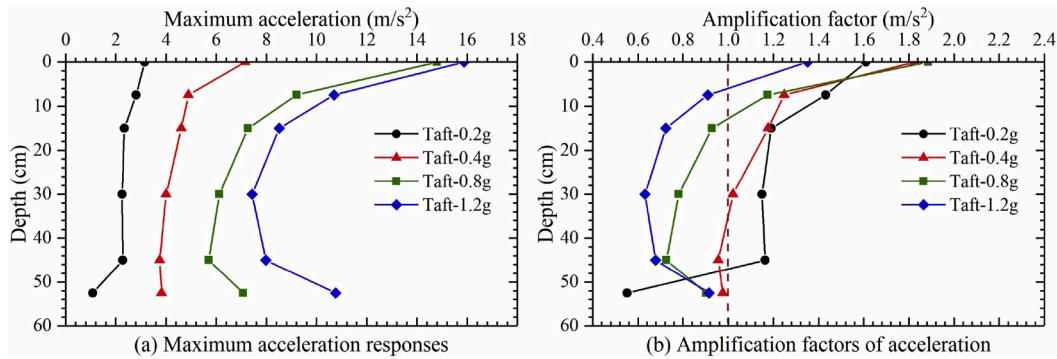 Maximum acceleration (m/s²)
0 2 4 6 8 10 12 14 16 18
0
10
20
30
40
50
60
Depth (cm)
Taft-0.2g
Taft-0.4g
Taft-0.8g
Taft-1.2g
(a) Maximum acceleration responses
Amplification factor (m/s²)
0.4 0.6 0.8 1.0 1.2 1.4 1.6 1.8 2.0 2.2 2.4
0
10
20
30
40
50
60
Depth (cm)
Taft-0.2g
Taft-0.4g
Taft-0.8g
Taft-1.2g
(b) Amplification factors of acceleration